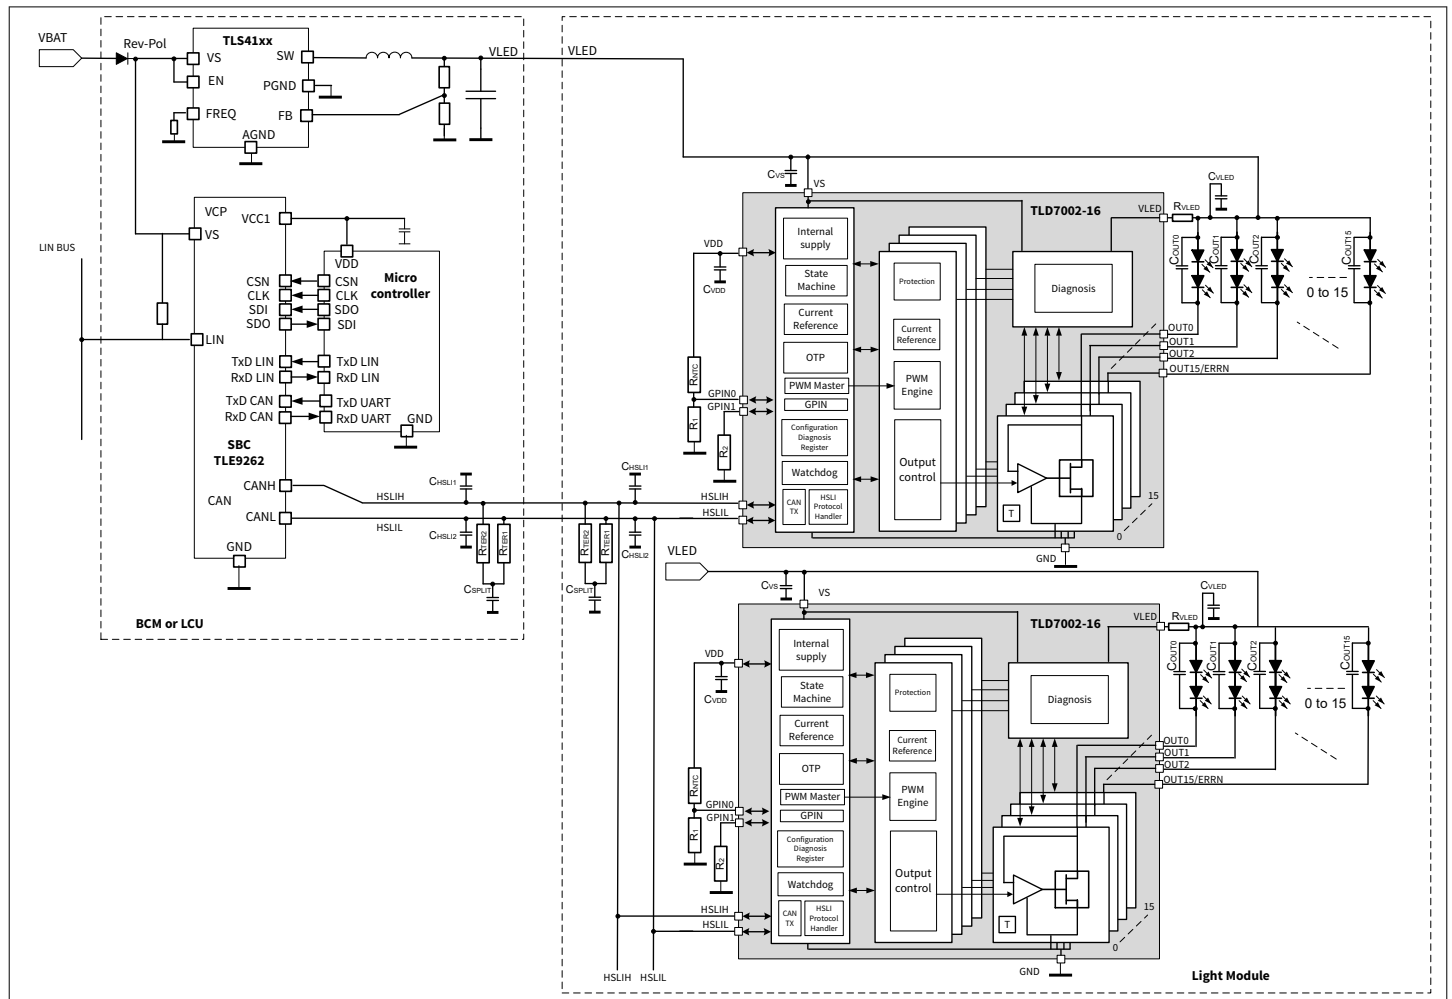 VBAT
Rev-Pol
TLS41xx
VS
EN
FREQ
AGND
SW
PGND
FB
VLED
VLED
LIN BUS
VCP
VS
VCC1
CSN
CLK
SDI
SDO
LIN
TxD LIN
RxD LIN
TxD CAN
RxD CAN
SBC
TLE9262
CANH
CAN
CANL
GND
VDD
Micro
controller
CSN
CLK
SDO
SDI
TxD LIN
RxD LIN
TxD UART
RxD UART
GND
HSLIH
HSLIL
CHSLI1
CHSLI2
RTER2
RTER1
CSPLIT
BCM or LCU
CHSLI1
CHSLI2
RTER2
RTER1
CSPLIT
CVS
VS
TLD7002-16
VDD
CVDD
RNTC
R1
R2
GPIN0
GPIN1
HSLIH
HSLIL
Internal
supply
State
Machine
Current
Reference
OTP
PWM Master
GPIN
Configuration
Diagnosis
Register
Watchdog
CAN
TX
HSLI
Protocol
Handler
Protection
Current
Reference
PWM
Engine
Output
control
Diagnosis
T
15
0
GND
VLED
RVLED
CVLED
COUT0
COUT1
COUT2
COUT15
0 to 15
OUT0
OUT1
OUT2
OUT15/ERRN
VLED
CVS
VS
TLD7002-16
VDD
CVDD
RNTC
R1
R2
GPIN0
GPIN1
HSLIH
HSLIL
Internal
supply
State
Machine
Current
Reference
OTP
PWM Master
GPIN
Configuration
Diagnosis
Register
Watchdog
CAN
TX
HSLI
Protocol
Handler
Protection
Current
Reference
PWM
Engine
Output
control
Diagnosis
T
15
0
GND
VLED
RVLED
CVLED
COUT0
COUT1
COUT2
COUT15
0 to 15
OUT0
OUT1
OUT2
OUT15/ERRN
HSLIH HSLIL
Light Module